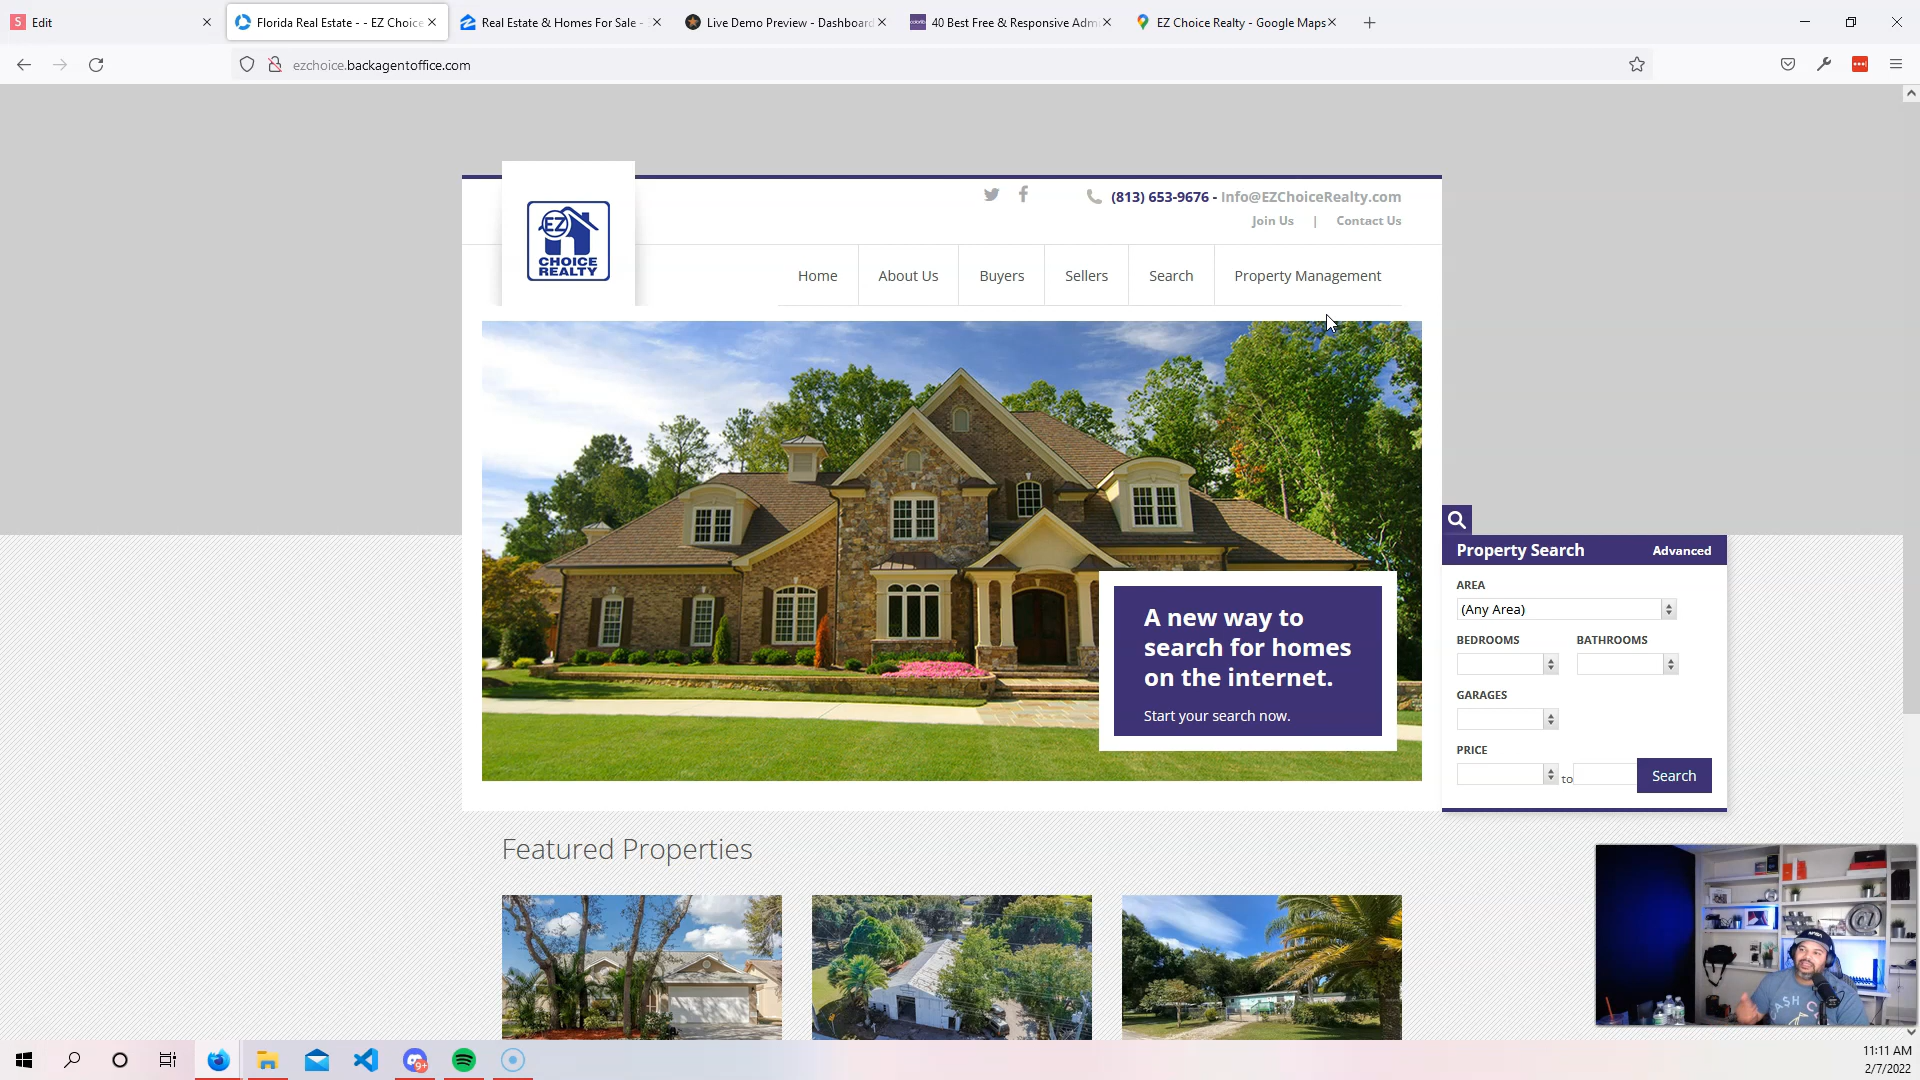 S Edit
Florida Real Estate - - EZ Choice
Real Estate & Homes For Sale -
Live Demo Preview - Dashboard
40 Best Free & Responsive Adm
EZ Choice Realty - Google Maps
ezchoice.backagentoffice.com
EZ
CHOICE
REALTY
(813) 653-9676 - Info@EZChoiceRealty.com
Join Us | Contact Us
Home
About Us
Buyers
Sellers
Search
Property Management
A new way to
search for homes
on the internet.
Start your search now.
Property Search
Advanced
AREA
(Any Area)
BEDROOMS
BATHROOMS
GARAGES
PRICE
to
Search
Featured Properties
9+
11:11 AM
2/7/2022